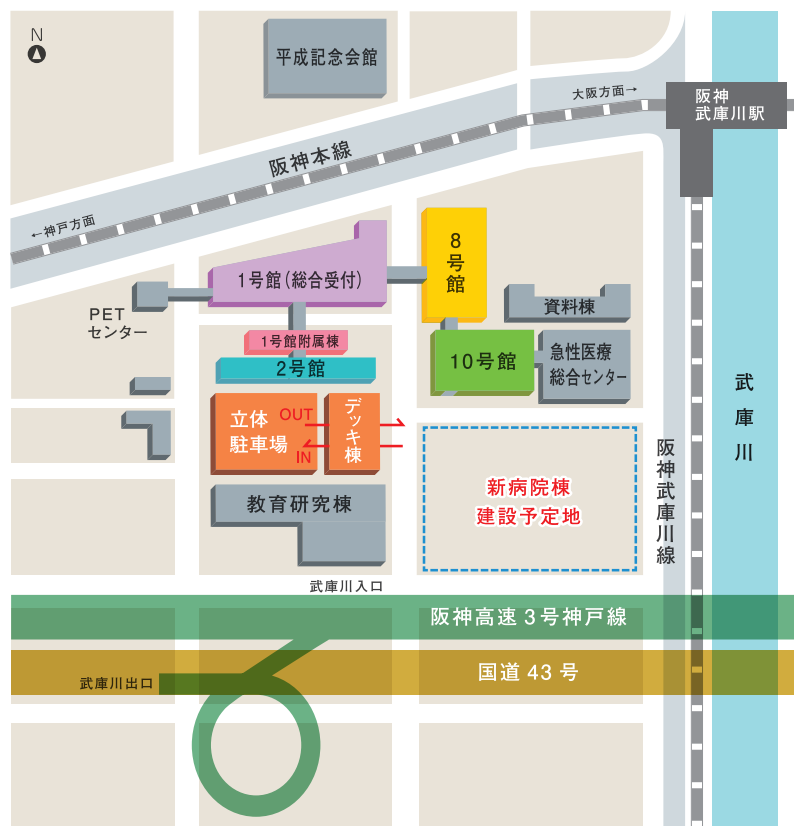 N
平成記念会館
大阪方面→
阪神
武庫川駅
阪神本線
←神戸方面
8号館
1号館(総合受付)
PET
センター
資料棟
1号館附属棟
2号館
10号館
急性医療
総合センター
武庫川
立体
駐車場
OUT
IN
デッキ棟
阪神武庫川線
新病院棟
建設予定地
教育研究棟
武庫川入口
阪神高速3号神戸線
国道43号
武庫川出口